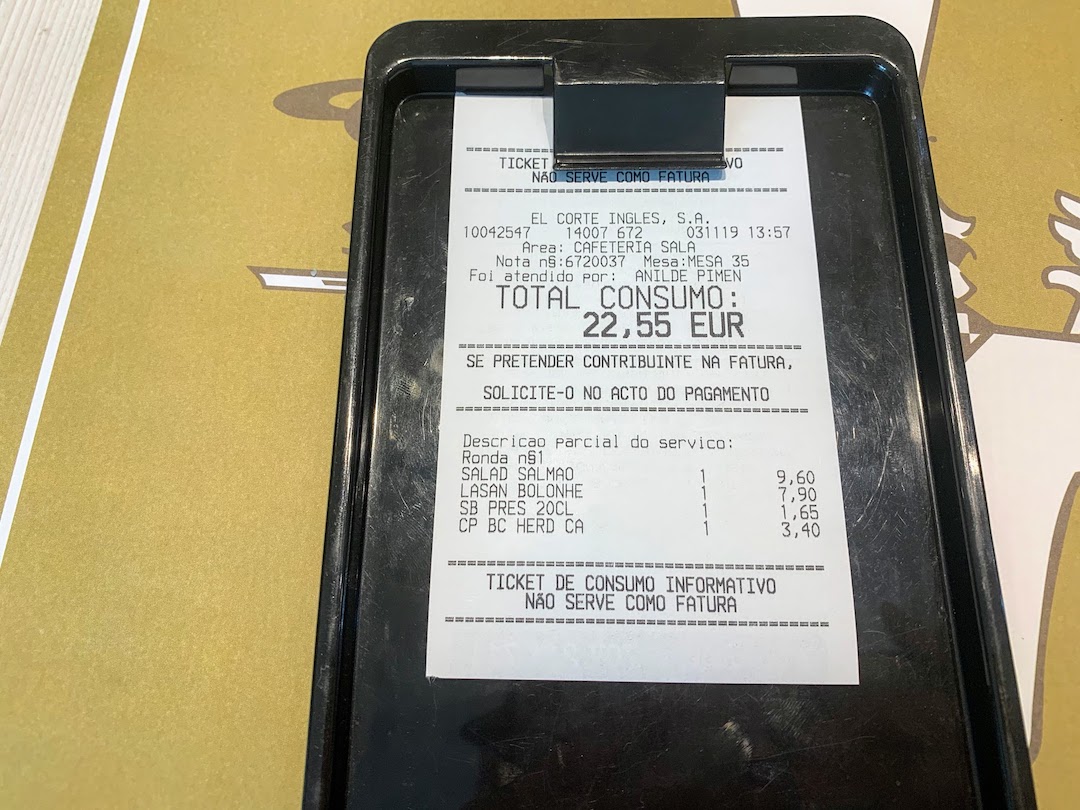 =====================================
TICKET VO
NÃO SERVE COMO FATURA
=====================================
EL CORTE INGLES, S.A.
10042547 14007 672 031119 13:57
Area: CAFETERIA SALA
Nota n§:6720037 Mesa:MESA 35
Foi atendido por: ANILDE PIMEN
TOTAL CONSUMO:
22,55 EUR
=====================================
SE PRETENDER CONTRIBUINTE NA FATURA,
SOLICITE-O NO ACTO DO PAGAMENTO
=====================================
Descricao parcial do servico:
Ronda n§1
SALAD SALMAO 1 9,60
LASAN BOLONHE 1 7,90
SB PRES 20CL 1 1,65
CP BC HERD CA 1 3,40
=====================================
TICKET DE CONSUMO INFORMATIVO
NÃO SERVE COMO FATURA
=====================================